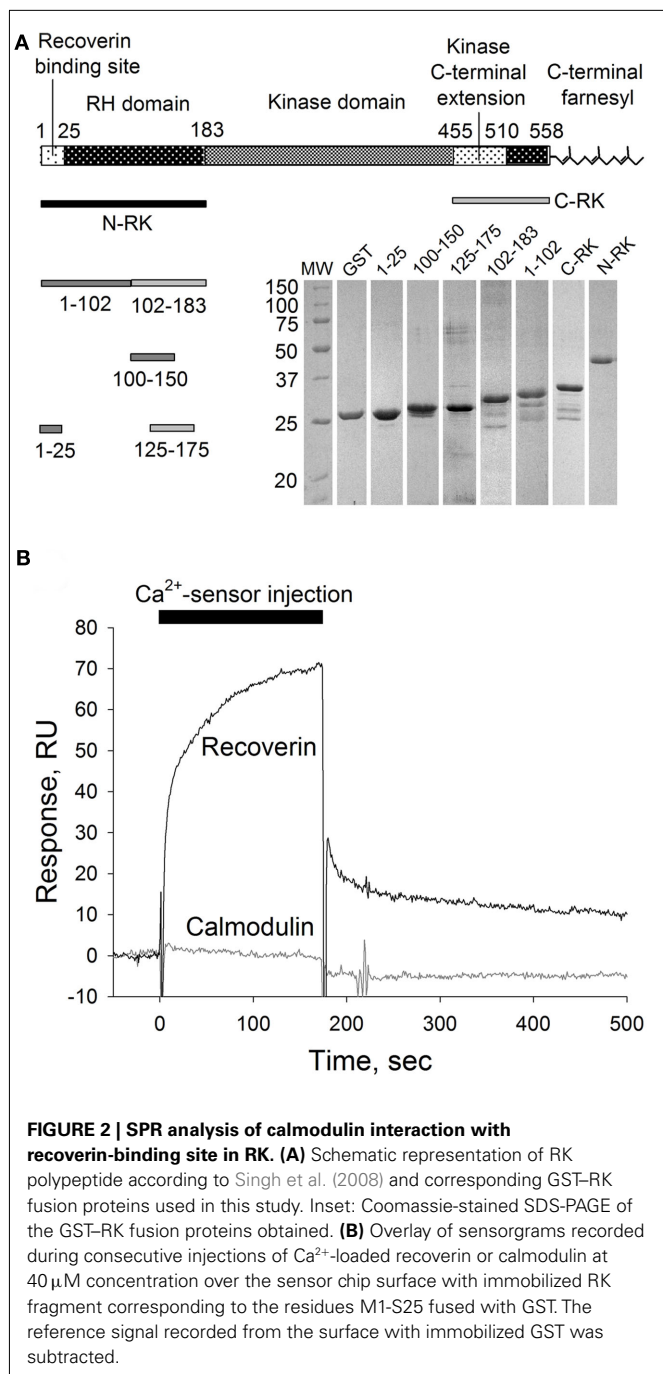 A
Recoverin
binding site
Kinase
C-terminal
extension
C-terminal
farnesyl
RH domain
Kinase domain
1 25 183 455 510 558
N-RK
C-RK
1-102 102-183
100-150
1-25 125-175
MW GST 1-25 100-150 125-175 102-183 1-102 C-RK N-RK
150
100
75
50
37
25
20
B
Ca²⁺-sensor injection
80
70
60
50
40
30
20
10
0
-10
Response, RU
Recoverin
Calmodulin
0 100 200 300 400 500
Time, sec
FIGURE 2 | SPR analysis of calmodulin interaction with
recoverin-binding site in RK. (A) Schematic representation of RK
polypeptide according to Singh et al. (2008) and corresponding GST–RK
fusion proteins used in this study. Inset: Coomassie-stained SDS-PAGE of
the GST–RK fusion proteins obtained. (B) Overlay of sensorgrams recorded
during consecutive injections of Ca²⁺-loaded recoverin or calmodulin at
40 μM concentration over the sensor chip surface with immobilized RK
fragment corresponding to the residues M1-S25 fused with GST. The
reference signal recorded from the surface with immobilized GST was
subtracted.